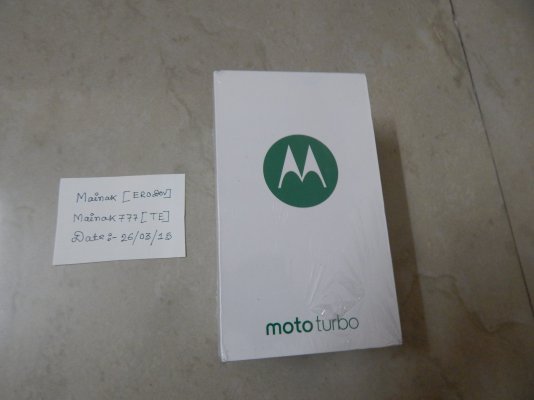 Mainak [ERODOV]
Mainak777 [TE]
Date:- 26/03/15
moto turbo